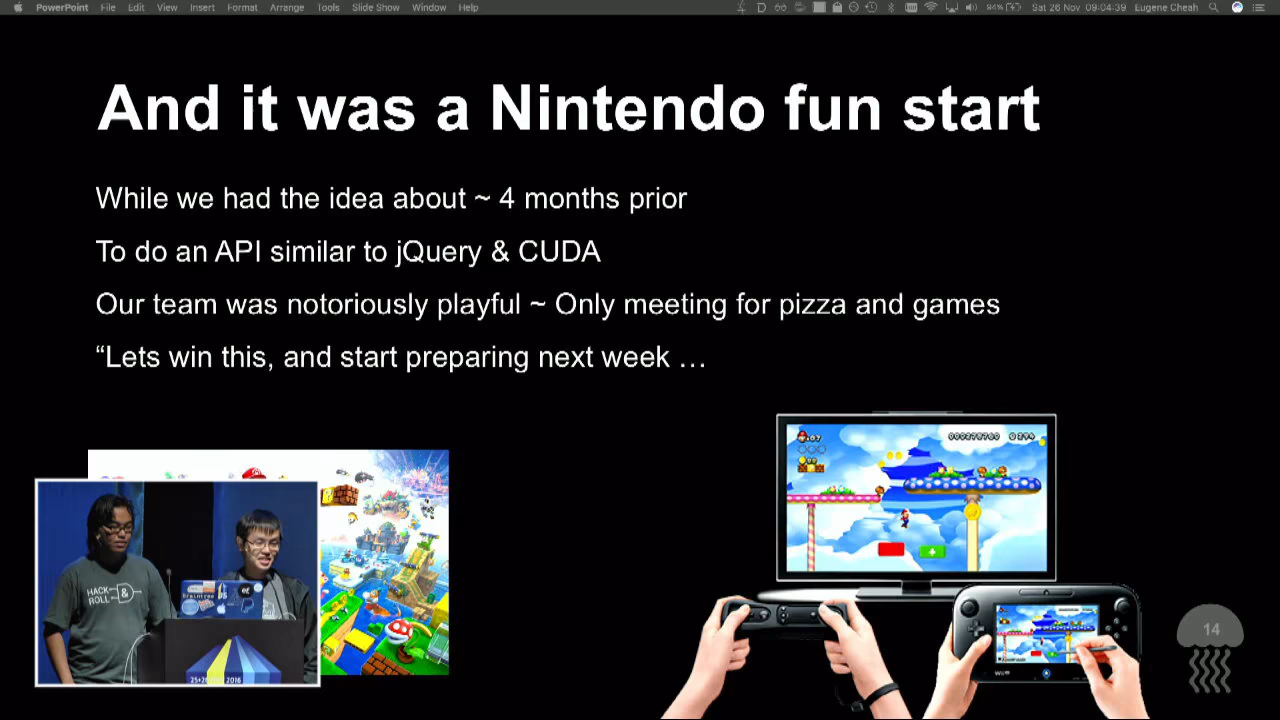 PowerPoint File Edit View Insert Format Arrange Tools Slide Show Window Help 94% Sat 26 Nov 09:04:39 Eugene Cheah
And it was a Nintendo fun start
While we had the idea about ~ 4 months prior
To do an API similar to jQuery & CUDA
Our team was notoriously playful ~ Only meeting for pizza and games
“Lets win this, and start preparing next week …
HACK
& ROLL
Braintree
14